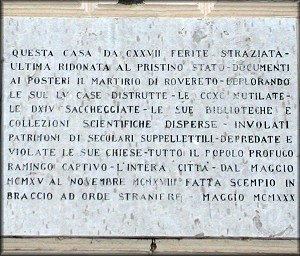 QUESTA CASA DA CXXVII FERITE STRAZIATA-
ULTIMA RIDONATA AL PRISTINO STATO-DOCUMENTI
AI POSTERI IL MARTIRIO DI ROVERETO-DEPLORANDO
LE SUE LV CASE DISTRUTTE-LE CCXC MUTILATE-
LE DXIV SACCHEGGIATE-LE SUE BIBLIOTECHE E
COLLEZIONI SCIENTIFICHE DISPERSE-INVOLATI
PATRIMONI DI SECOLARI SUPPELLETTILI-DEPREDATE E
VIOLATE LE SUE CHIESE-TUTTO IL POPOLO PROFUGO
RAMINGO CAPTIVO-L'INTERA CITTÀ-DAL MAGGIO
MCMXV AL NOVEMBRE MCMXVIII FATTA SCEMPIO IN
BRACCIO AD ORDE STRANIERE-MAGGIO MCMXXX